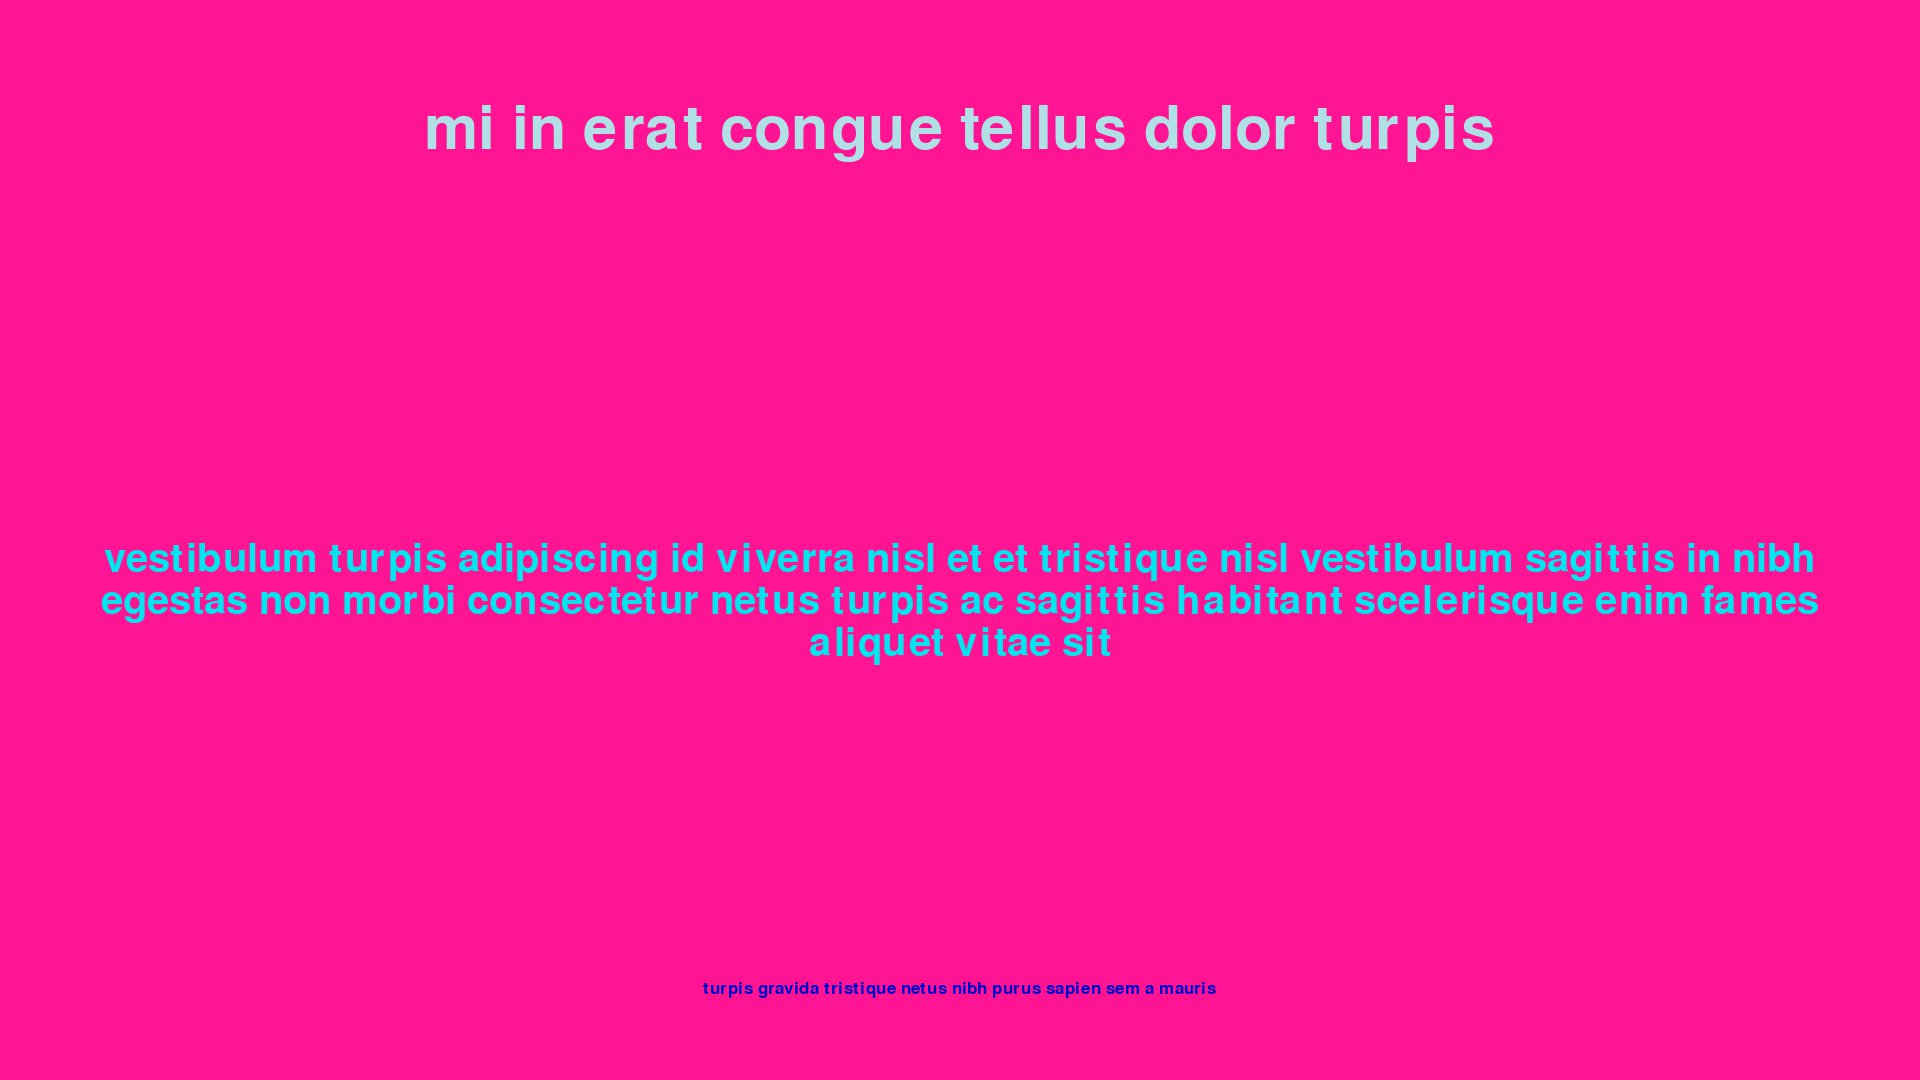 mi in erat congue tellus dolor turpis
vestibulum turpis adipiscing id viverra nisl et et tristique nisl vestibulum sagittis in nibh
egestas non morbi consectetur netus turpis ac sagittis habitant scelerisque enim fames
aliquet vitae sit
turpis gravida tristique netus nibh purus sapien sem a mauris